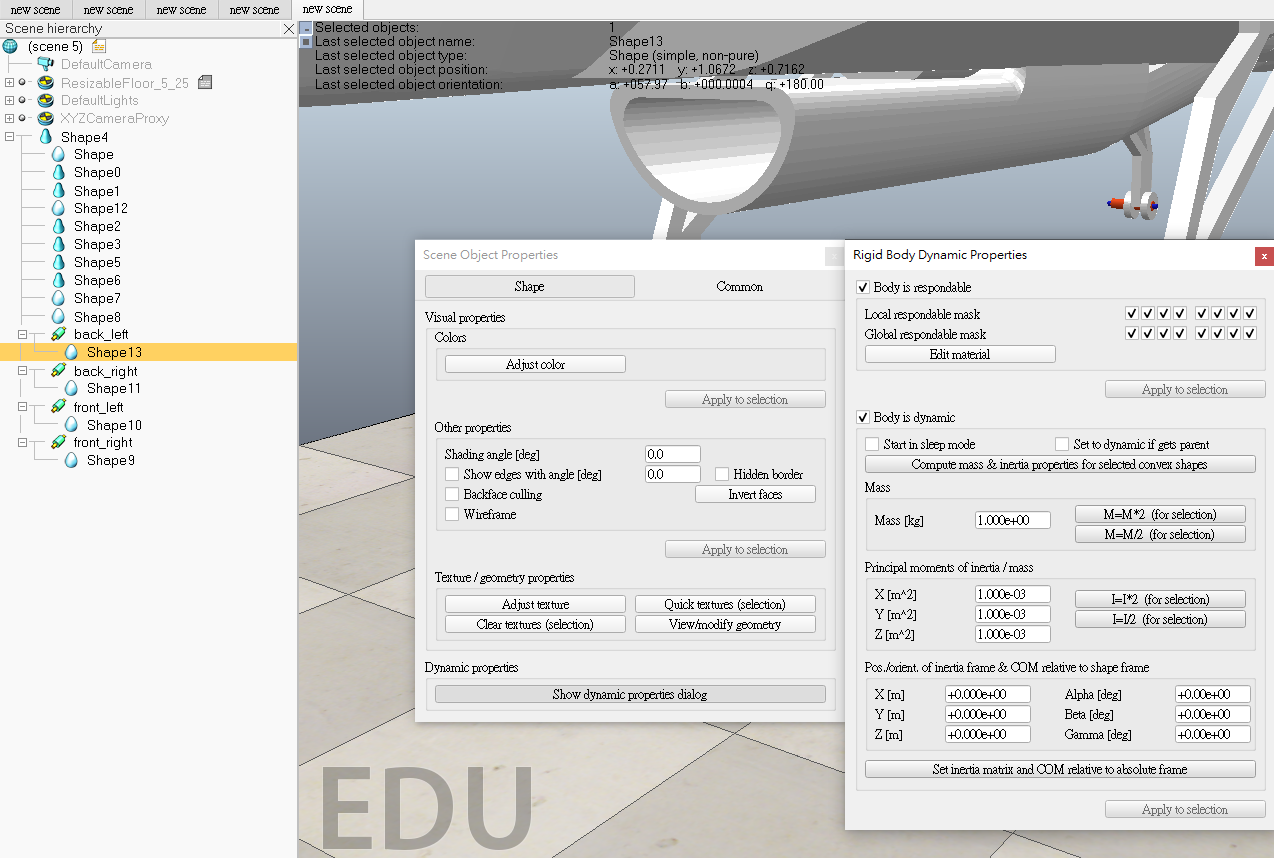 new scene new scene new scene new scene new scene
Scene hierarchy
(scene 5)
DefaultCamera
ResizableFloor_5_25
DefaultLights
XYZCameraProxy
Shape4
Shape
Shape0
Shape1
Shape12
Shape2
Shape3
Shape5
Shape6
Shape7
Shape8
back_left
Shape13
back_right
Shape11
front_left
Shape10
front_right
Shape9
Selected objects: 1
Last selected object name: Shape13
Last selected object type: Shape (simple, non-pure)
Last selected object position: x: +0.2711 y: +1.0672 z: +0.7162
Last selected object orientation: a: +057.97 b: +000.0004 g: +180.00
Scene Object Properties
x
Shape Common
Visual properties
Colors
Adjust color
Apply to selection
Other properties
Shading angle [deg] 0.0
Show edges with angle [deg] 0.0 Hidden border
Backface culling Invert faces
Wireframe
Apply to selection
Texture / geometry properties
Adjust texture Quick textures (selection)
Clear textures (selection) View/modify geometry
Dynamic properties
Show dynamic properties dialog
Rigid Body Dynamic Properties
x
Body is respondable
Local respondable mask
Global respondable mask
Edit material
Apply to selection
Body is dynamic
Start in sleep mode Set to dynamic if gets parent
Compute mass & inertia properties for selected convex shapes
Mass
Mass [kg] 1.000e+00 M=M*2 (for selection)
M=M/2 (for selection)
Principal moments of inertia / mass
X [m^2] 1.000e-03 I=I*2 (for selection)
Y [m^2] 1.000e-03 I=I/2 (for selection)
Z [m^2] 1.000e-03
Pos./orient. of inertia frame & COM relative to shape frame
X [m] +0.000e+00 Alpha [deg] +0.00e+00
Y [m] +0.000e+00 Beta [deg] +0.00e+00
Z [m] +0.000e+00 Gamma [deg] +0.00e+00
Set inertia matrix and COM relative to absolute frame
Apply to selection
EDU